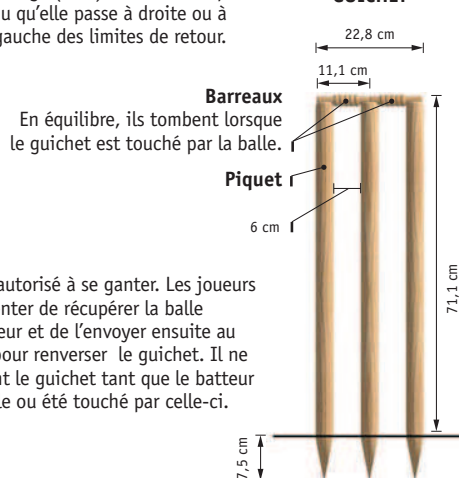 u qu'elle passe à droite ou à
gauche des limites de retour.
22,8 cm
11,1 cm
Barreaux
En équilibre, ils tombent lorsque
le guichet est touché par la balle.
Piquet
6 cm
71,1 cm
autorisé à se ganter. Les joueurs
nter de récupérer la balle
eur et de l'envoyer ensuite au
pour renverser le guichet. Il ne
nt le guichet tant que le batteur
le ou été touché par celle-ci.
7,5 cm